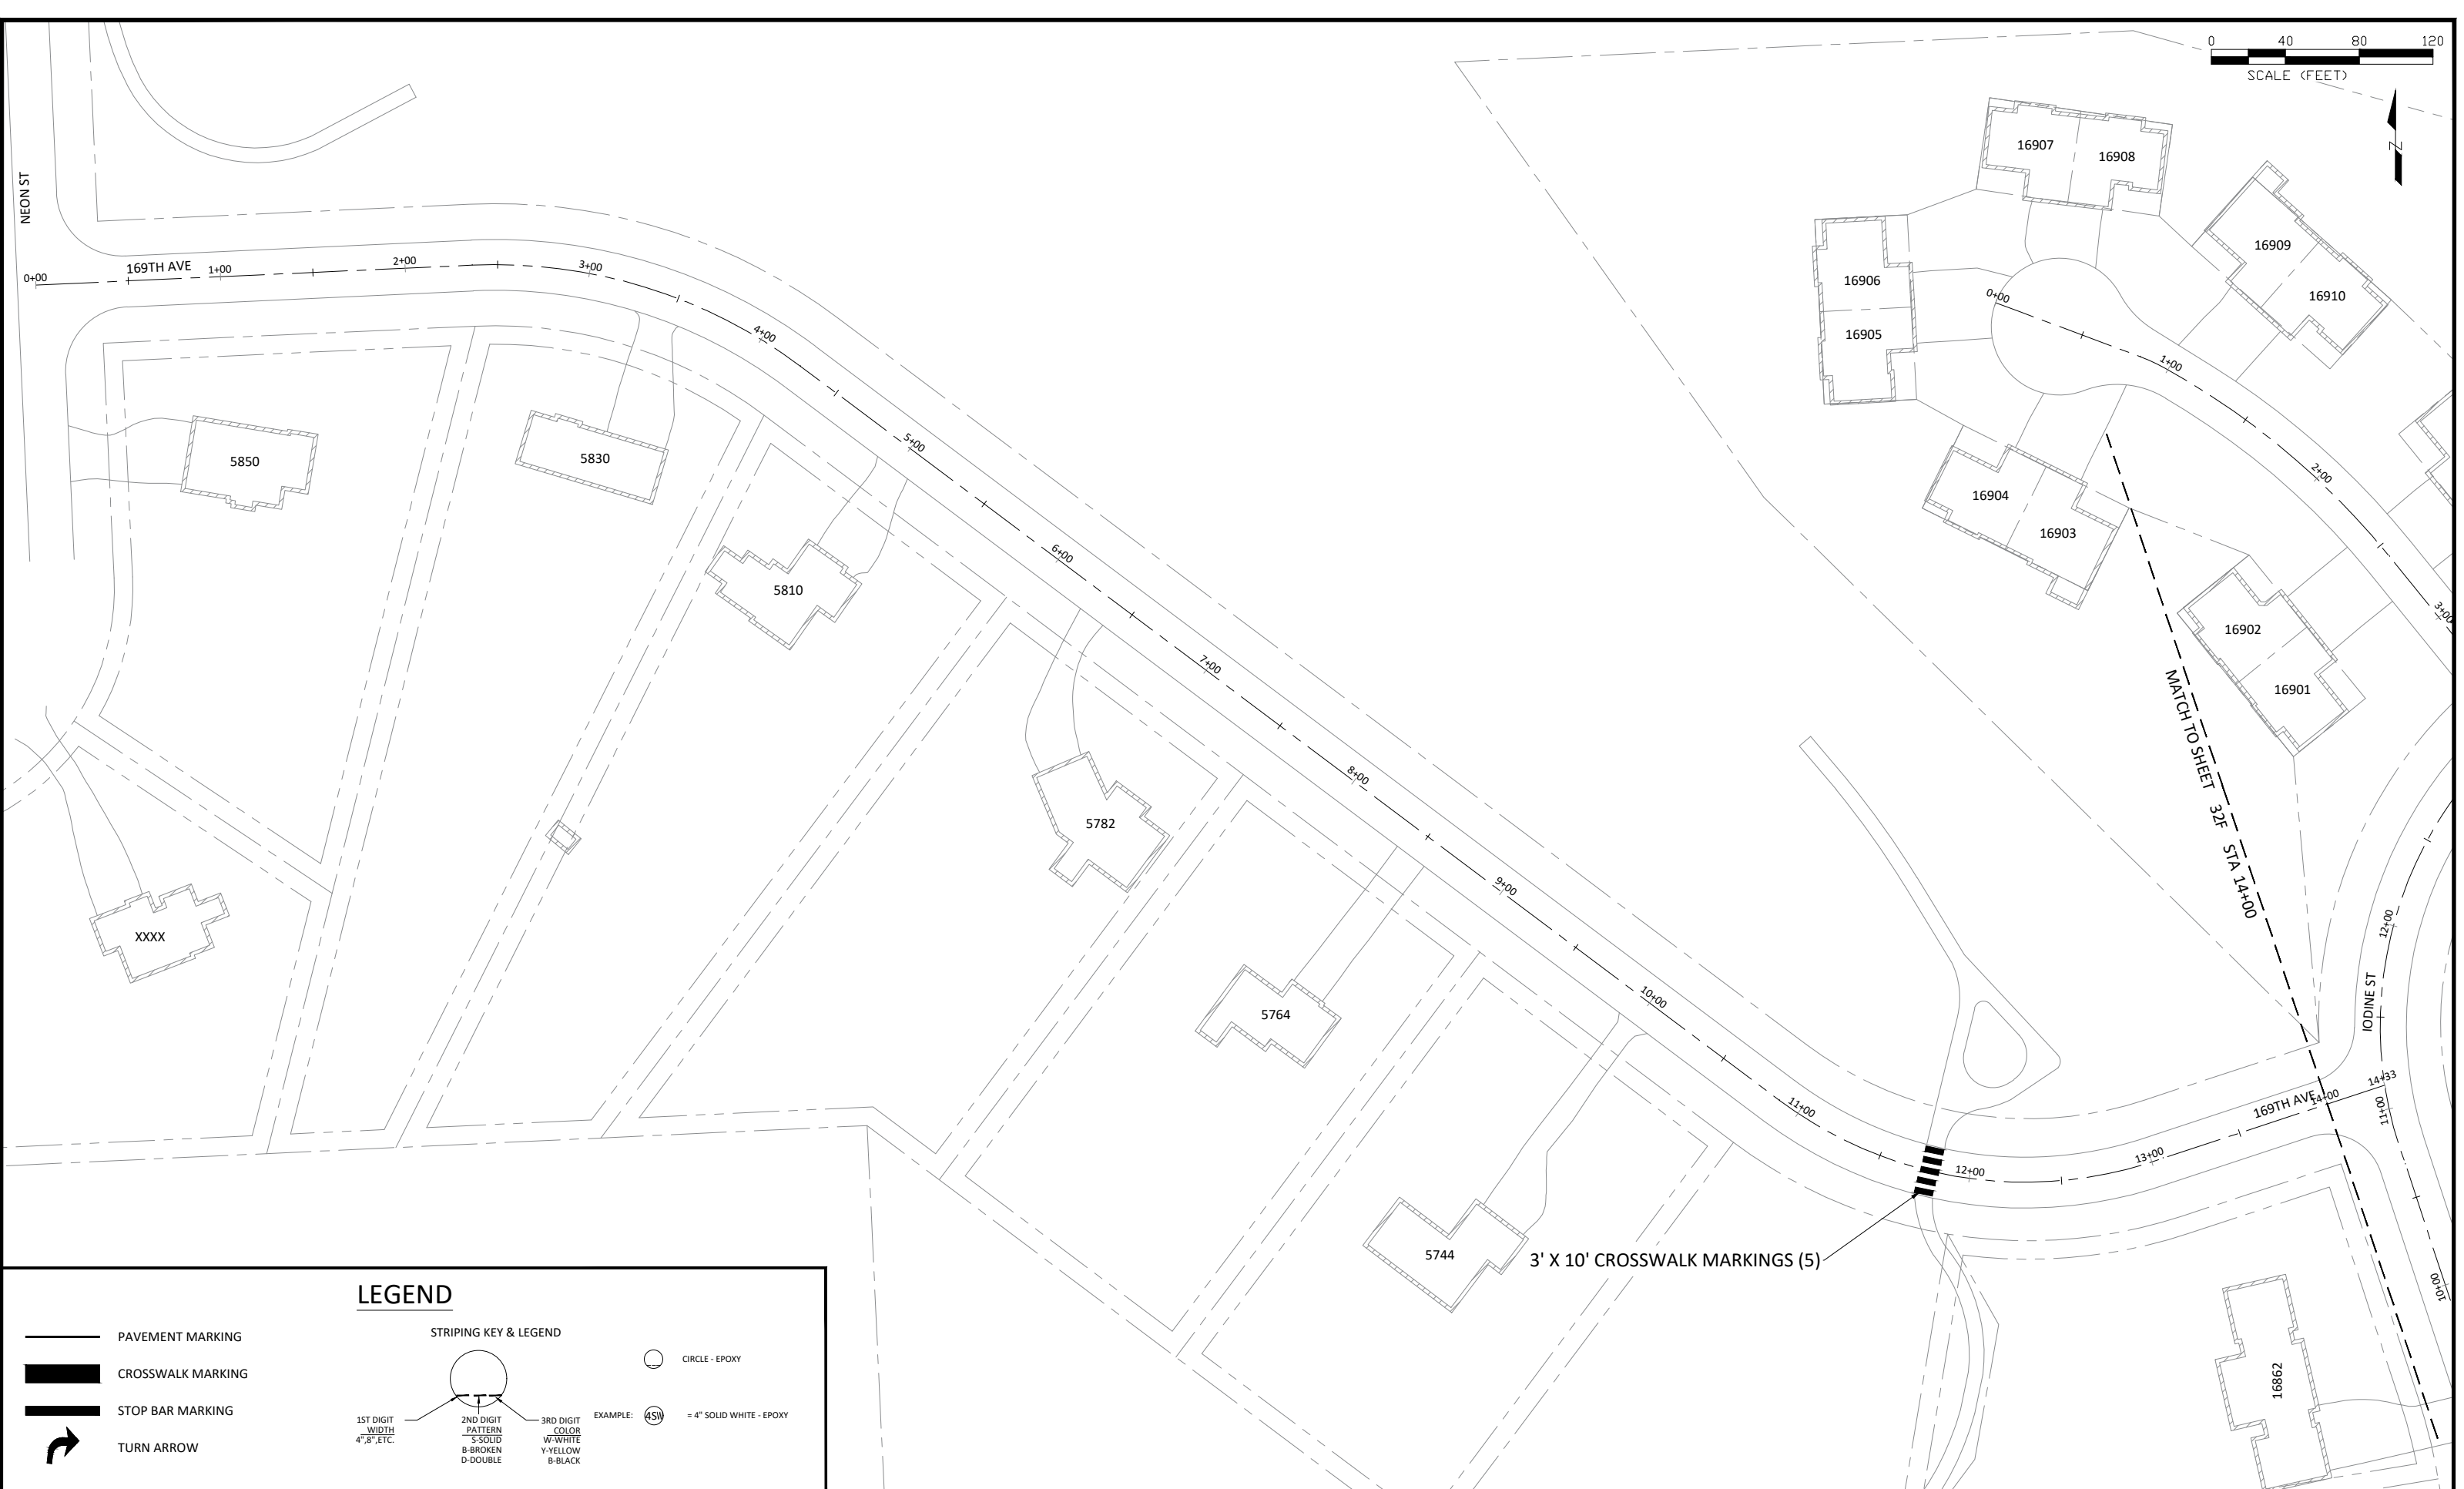 0 40 80 120
SCALE (FEET)
N
NEON ST
169TH AVE
0+00
1+00
2+00
3+00
4+00
5+00
6+00
7+00
8+00
9+00
10+00
11+00
12+00
13+00
14+00
14+33
169TH AVE
5850
5830
5810
5782
5764
5744
XXXX
16907
16908
16909
16910
16906
16905
16904
16903
16902
16901
16862
0+00
1+00
2+00
3+00
MATCH TO SHEET 32F STA 14+00
IODINE ST
12+00
11+00
10+00
3' X 10' CROSSWALK MARKINGS (5)
LEGEND
PAVEMENT MARKING
CROSSWALK MARKING
STOP BAR MARKING
TURN ARROW
STRIPING KEY & LEGEND
1ST DIGIT
WIDTH
4",8",ETC.
2ND DIGIT
PATTERN
S-SOLID
B-BROKEN
D-DOUBLE
3RD DIGIT
COLOR
W-WHITE
Y-YELLOW
B-BLACK
CIRCLE - EPOXY
EXAMPLE: 4SW = 4" SOLID WHITE - EPOXY